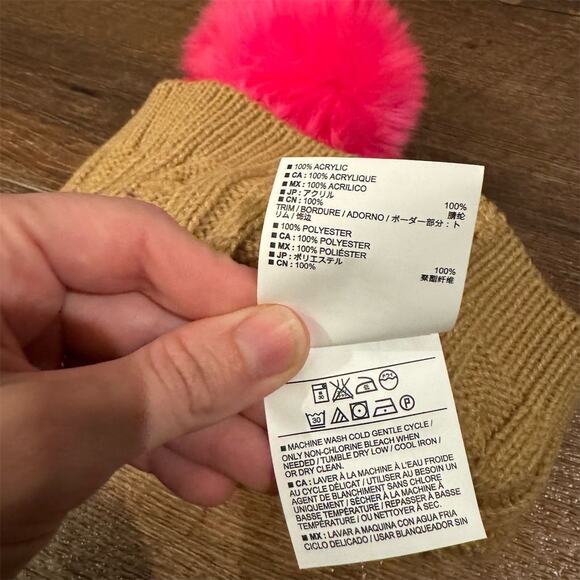 ■ 100% ACRYLIC
■ CA : 100% ACRYLIQUE
■ MX : 100% ACRILICO
■ JP : アクリル 100%
■ CN : 100% 腈纶
TRIM / BORDURE / ADORNO / ボーダー部分 : ト
リム / 饰边
■ 100% POLYESTER
■ CA : 100% POLYESTER
■ MX : 100% POLIÉSTER
■ JP : ポリエステル 100%
■ CN : 100% 聚酯纤维
30 P
■ MACHINE WASH COLD GENTLE CYCLE /
ONLY NON-CHLORINE BLEACH WHEN
NEEDED / TUMBLE DRY LOW / COOL IRON /
OR DRY CLEAN.
■ CA : LAVER À LA MACHINE À L'EAU FROIDE
AU CYCLE DÉLICAT / UTILISER AU BESOIN UN
AGENT DE BLANCHIMENT SANS CHLORE
UNIQUEMENT / SÉCHER À LA MACHINE À
BASSE TEMPÉRATURE / REPASSER À BASSE
TEMPÉRATURE / OU NETTOYER À SEC.
■ MX : LAVAR A MAQUINA CON AGUA FRIA
CICLO DELICADO / USAR BLANQUEADOR SIN